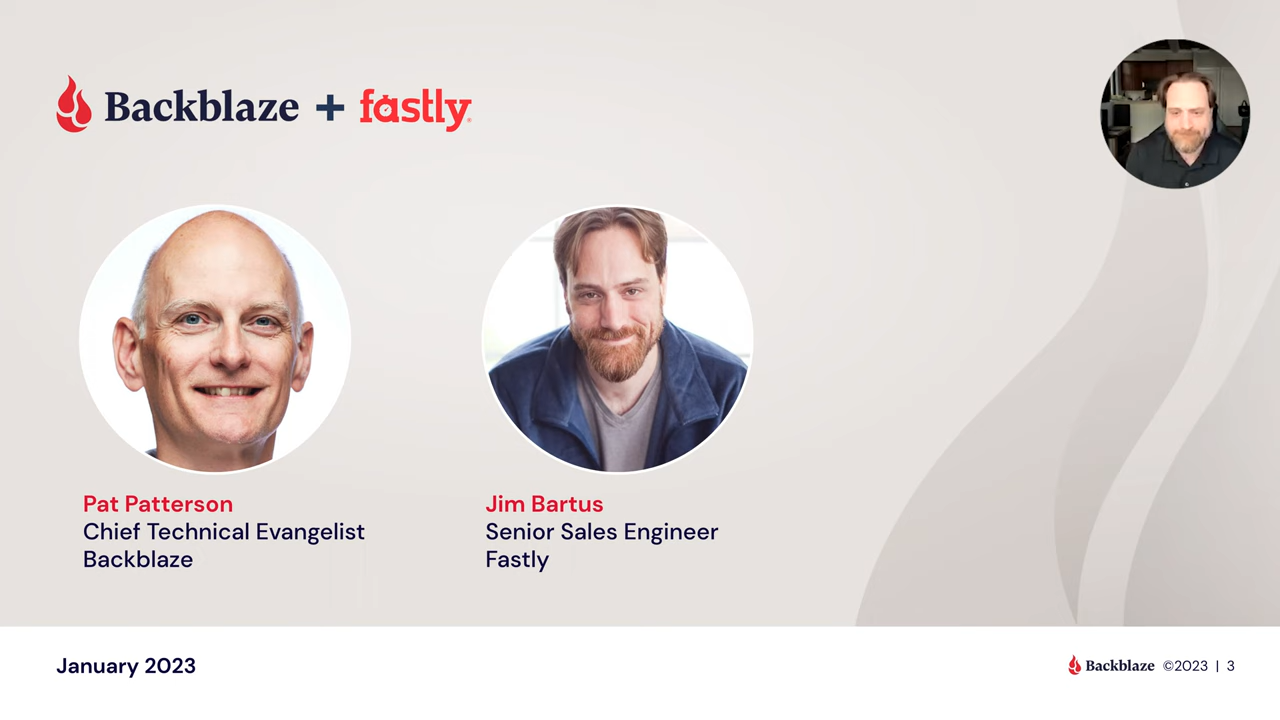 Backblaze + fastly
Pat Patterson
Chief Technical Evangelist
Backblaze
Jim Bartus
Senior Sales Engineer
Fastly
January 2023
Backblaze ©2023 | 3